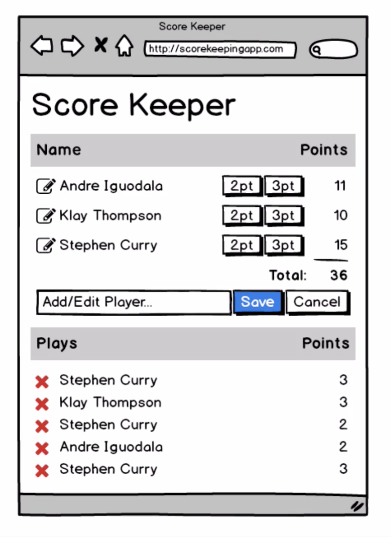 Score Keeper
http://scorekeepingapp.com
Score Keeper
Name Points
Andre Iguodala 2pt 3pt 11
Klay Thompson 2pt 3pt 10
Stephen Curry 2pt 3pt 15
Total: 36
Add/Edit Player... Save Cancel
Plays Points
Stephen Curry 3
Klay Thompson 3
Stephen Curry 2
Andre Iguodala 2
Stephen Curry 3